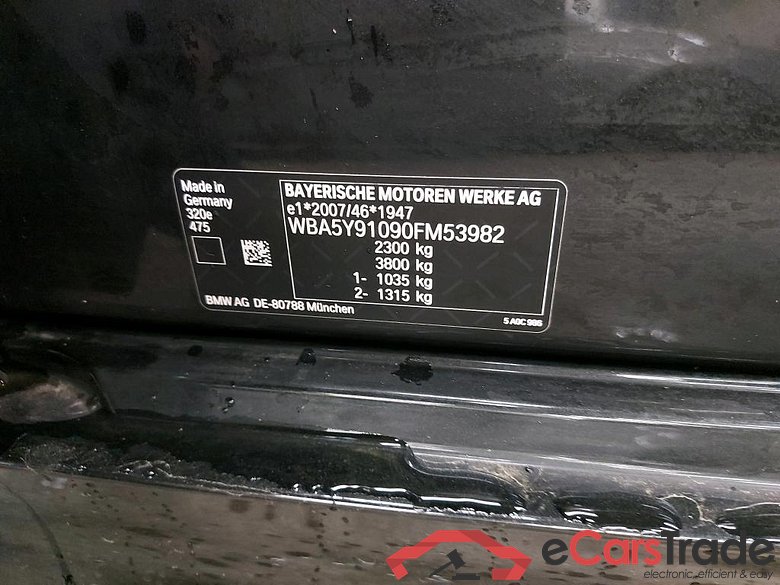 Made in
Germany
320e
475
BAYERISCHE MOTOREN WERKE AG
e1*2007/46*1947
WBA5Y91090FM53982
2300 kg
3800 kg
1- 1035 kg
2- 1315 kg
BMW AG DE-80788 München
5 A0C 986
eCarsTrade
electronic, efficient & easy